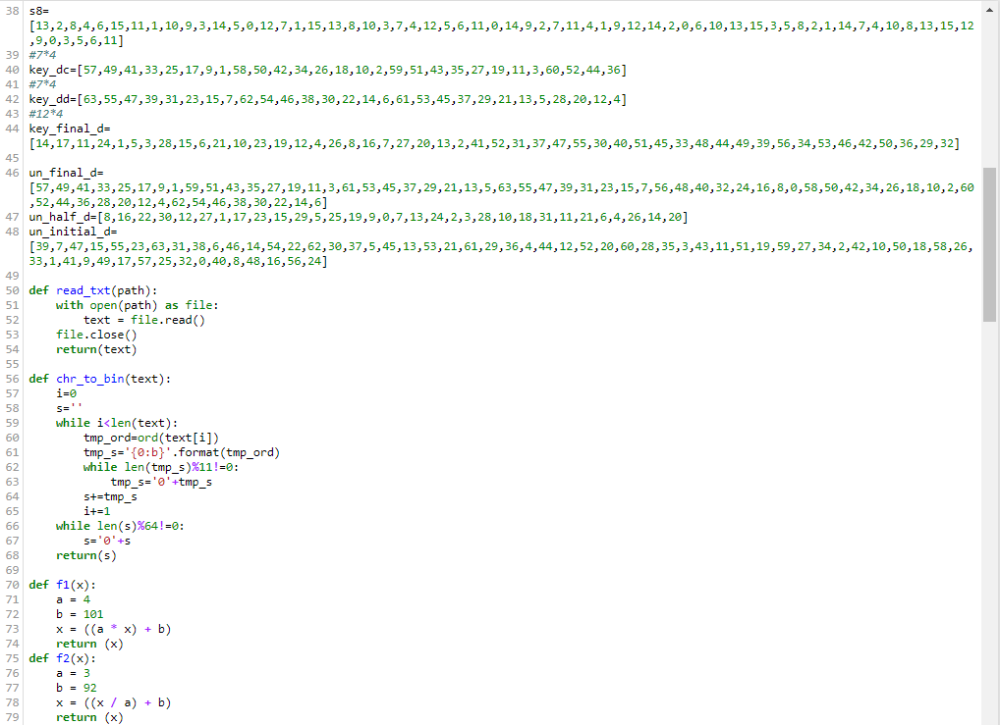 38 s8=
[13,2,8,4,6,15,11,1,10,9,3,14,5,0,12,7,1,15,13,8,10,3,7,4,12,5,6,11,0,14,9,2,7,11,4,1,9,12,14,2,0,6,10,13,15,3,5,8,2,1,14,7,4,10,8,13,15,12
,9,0,3,5,6,11]
39 #7*4
40 key_dc=[57,49,41,33,25,17,9,1,58,50,42,34,26,18,10,2,59,51,43,35,27,19,11,3,60,52,44,36]
41 #7*4
42 key_dd=[63,55,47,39,31,23,15,7,62,54,46,38,30,22,14,6,61,53,45,37,29,21,13,5,28,20,12,4]
43 #12*4
44 key_final_d=
[14,17,11,24,1,5,3,28,15,6,21,10,23,19,12,4,26,8,16,7,27,20,13,2,41,52,31,37,47,55,30,40,51,45,33,48,44,49,39,56,34,53,46,42,50,36,29,32]
45
46 un_final_d=
[57,49,41,33,25,17,9,1,59,51,43,35,27,19,11,3,61,53,45,37,29,21,13,5,63,55,47,39,31,23,15,7,56,48,40,32,24,16,8,0,58,50,42,34,26,18,10,2,60
,52,44,36,28,20,12,4,62,54,46,38,30,22,14,6]
47 un_half_d=[8,16,22,30,12,27,1,17,23,15,29,5,25,19,9,0,7,13,24,2,3,28,10,18,31,11,21,6,4,26,14,20]
48 un_initial_d=
[39,7,47,15,55,23,63,31,38,6,46,14,54,22,62,30,37,5,45,13,53,21,61,29,36,4,44,12,52,20,60,28,35,3,43,11,51,19,59,27,34,2,42,10,50,18,58,26,
33,1,41,9,49,17,57,25,32,0,40,8,48,16,56,24]
49
50 def read_txt(path):
51     with open(path) as file:
52         text = file.read()
53     file.close()
54     return(text)
55
56 def chr_to_bin(text):
57     i=0
58     s=''
59     while i<len(text):
60         tmp_ord=ord(text[i])
61         tmp_s='{0:b}'.format(tmp_ord)
62         while len(tmp_s)%11!=0:
63             tmp_s='0'+tmp_s
64         s+=tmp_s
65         i+=1
66     while len(s)%64!=0:
67         s='0'+s
68     return(s)
69
70 def f1(x):
71     a = 4
72     b = 101
73     x = ((a * x) + b)
74     return (x)
75 def f2(x):
76     a = 3
77     b = 92
78     x = ((x / a) + b)
79     return (x)